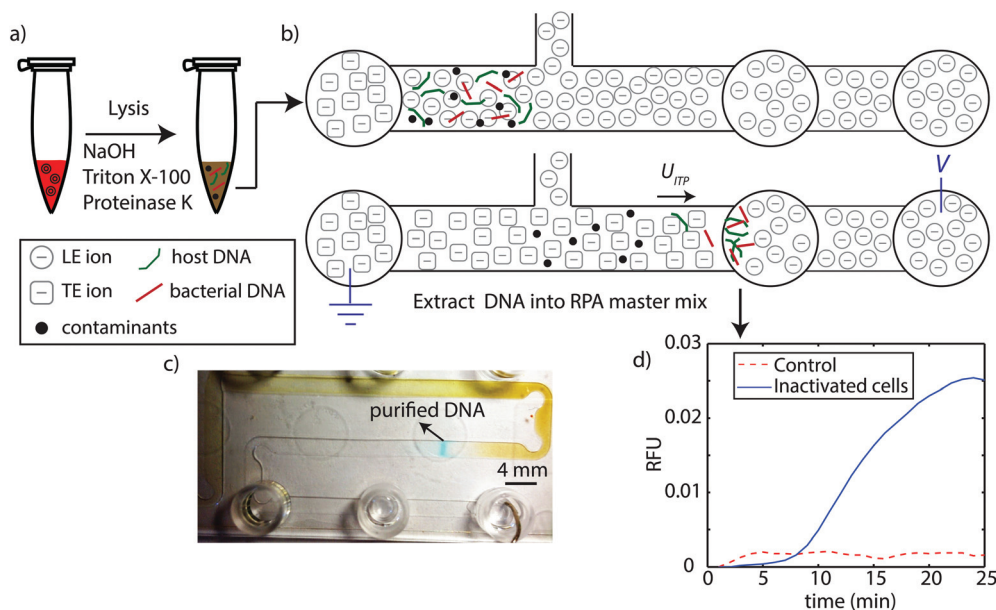 a)
Lysis
NaOH
Triton X-100
Proteinase K
LE ion
host DNA
TE ion
bacterial DNA
contaminants
b)
U_ITP
V
Extract DNA into RPA master mix
c)
purified DNA
4 mm
d)
0.03
0.02
0.01
0
RFU
Control
Inactivated cells
0 5 10 15 20 25
time (min)